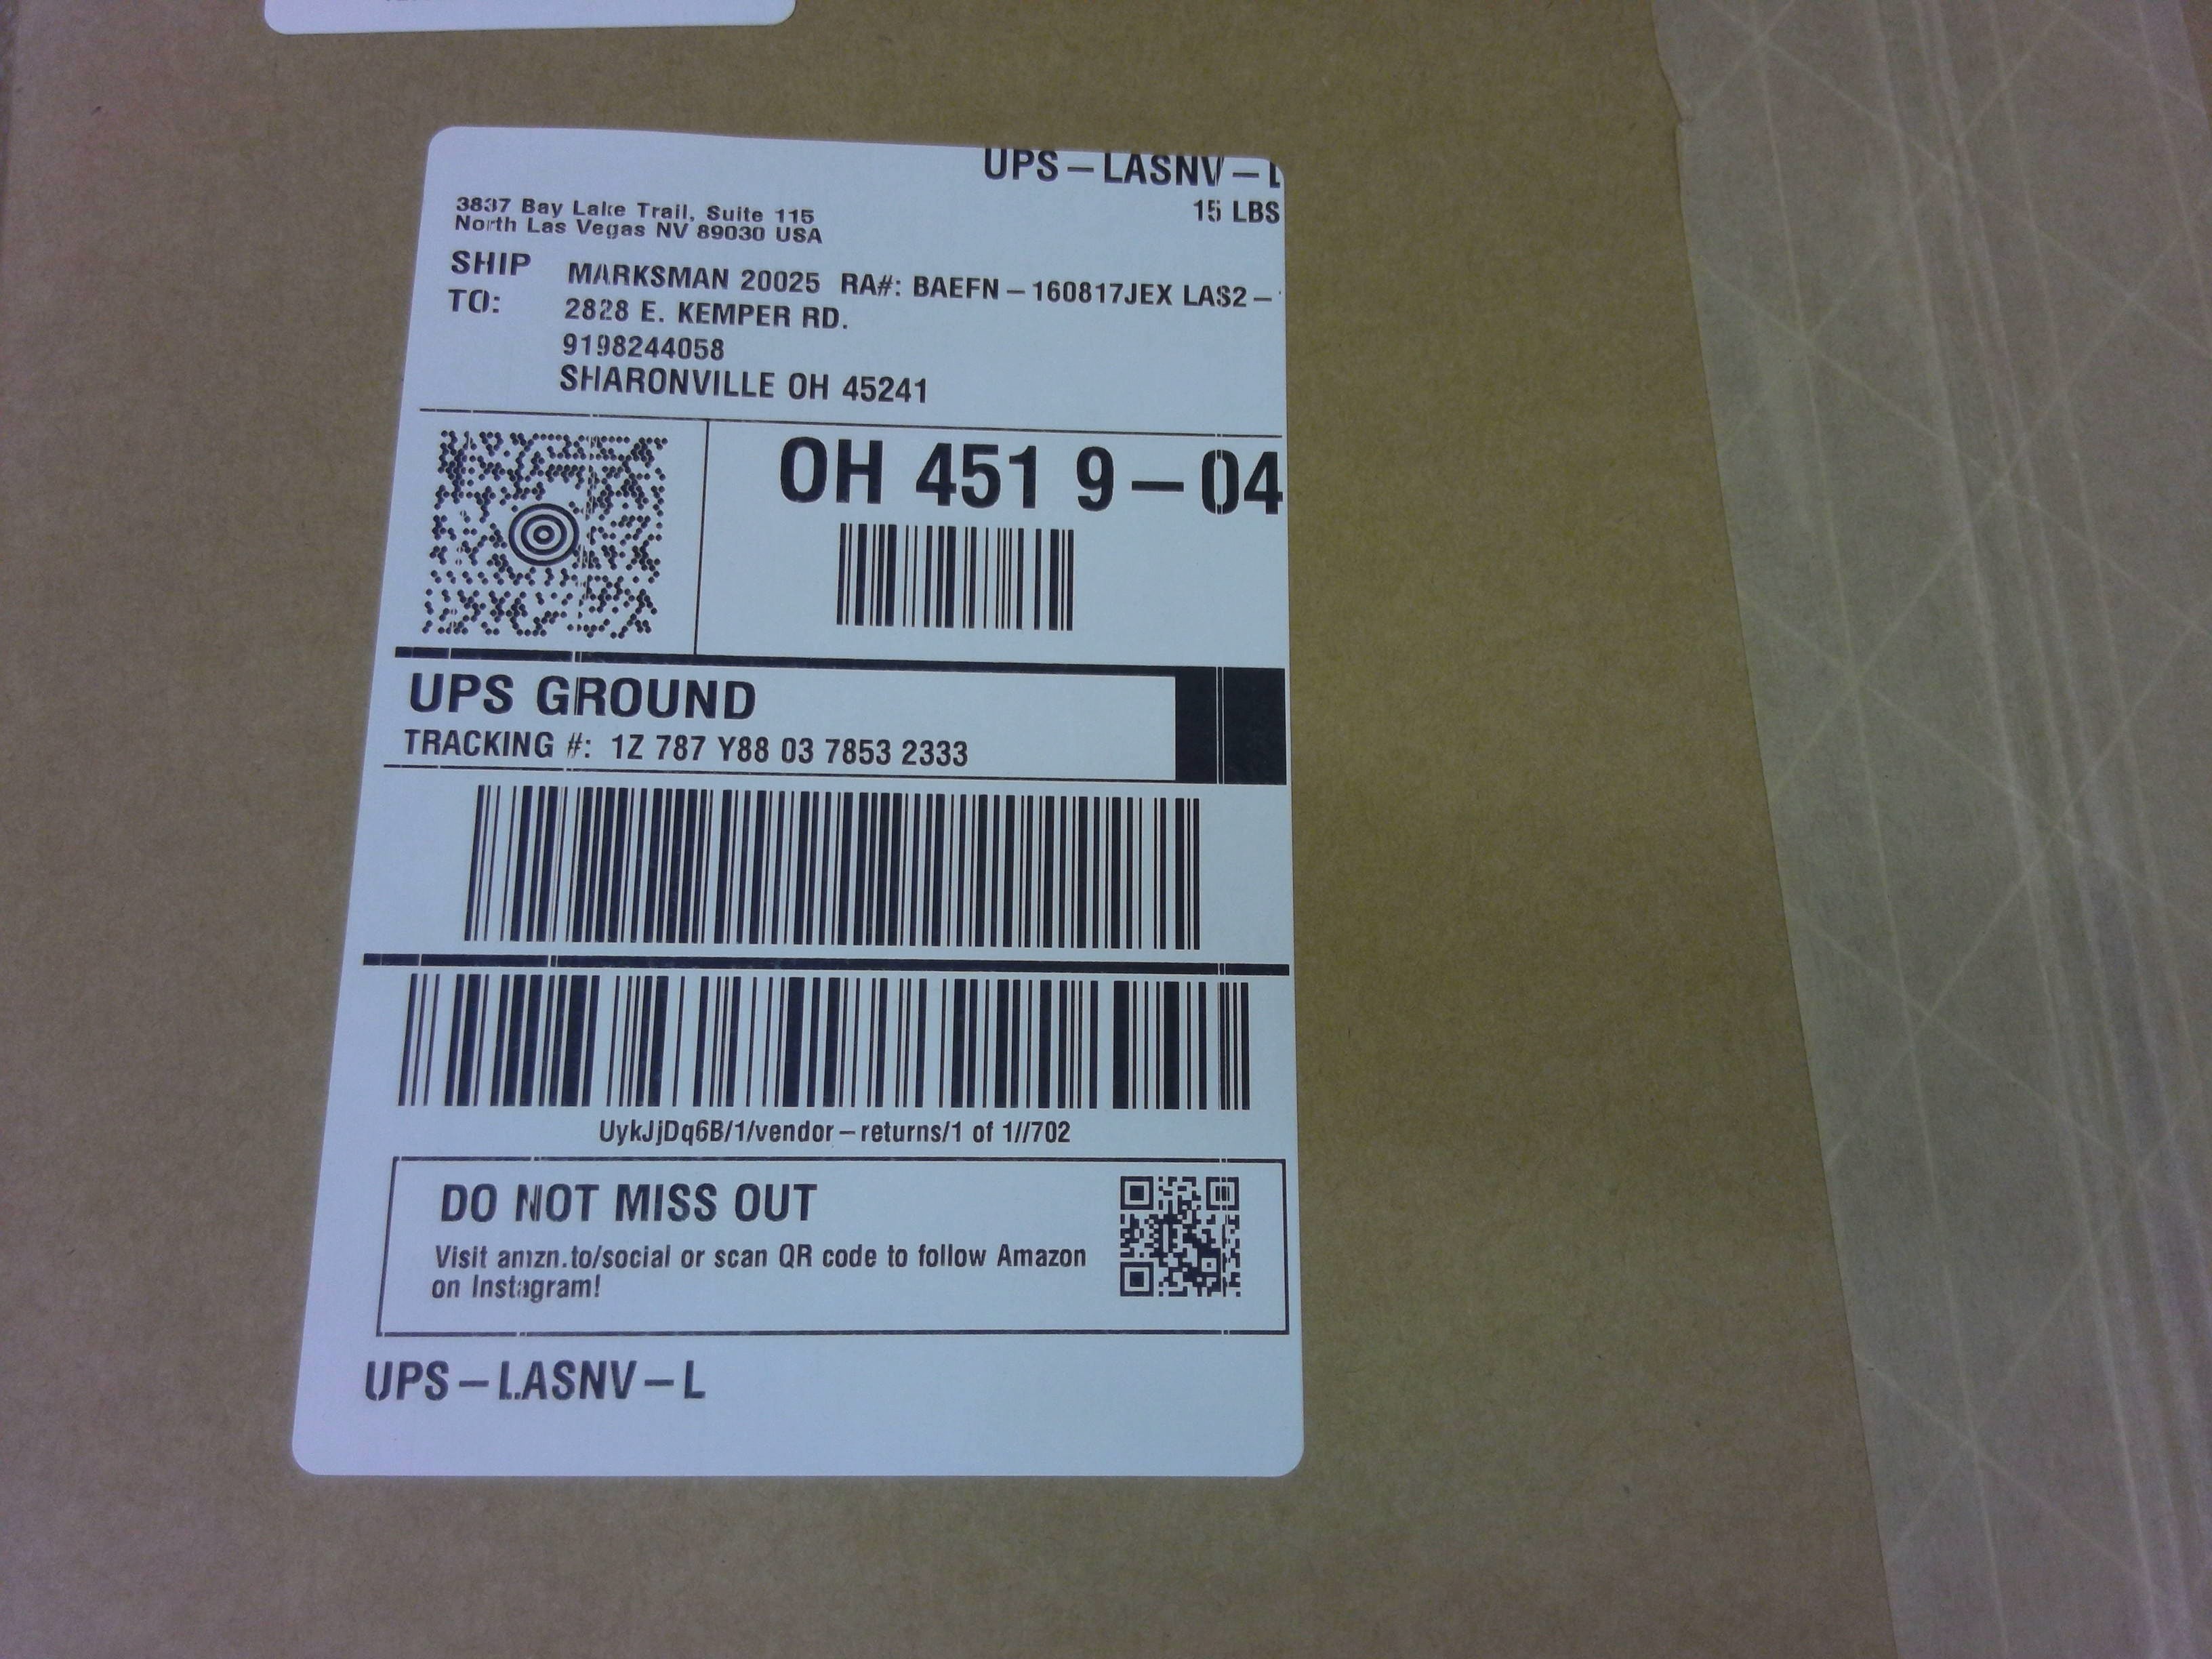 UPS – LASNV – L
15 LBS
3837 Bay Lake Trail, Suite 115
North Las Vegas NV 89030 USA
SHIP TO:
MARKSMAN 20025 RA#: BAEFN – 160817JEX LAS2 –
2828 E. KEMPER RD.
9198244058
SHARONVILLE OH 45241
OH 451 9 – 04
UPS GROUND
TRACKING #: 1Z 787 Y88 03 7853 2333
UykJjDq6B/1/vendor – returns/1 of 1//702
DO NOT MISS OUT
Visit amzn.to/social or scan QR code to follow Amazon
on Instagram!
UPS – LASNV – L